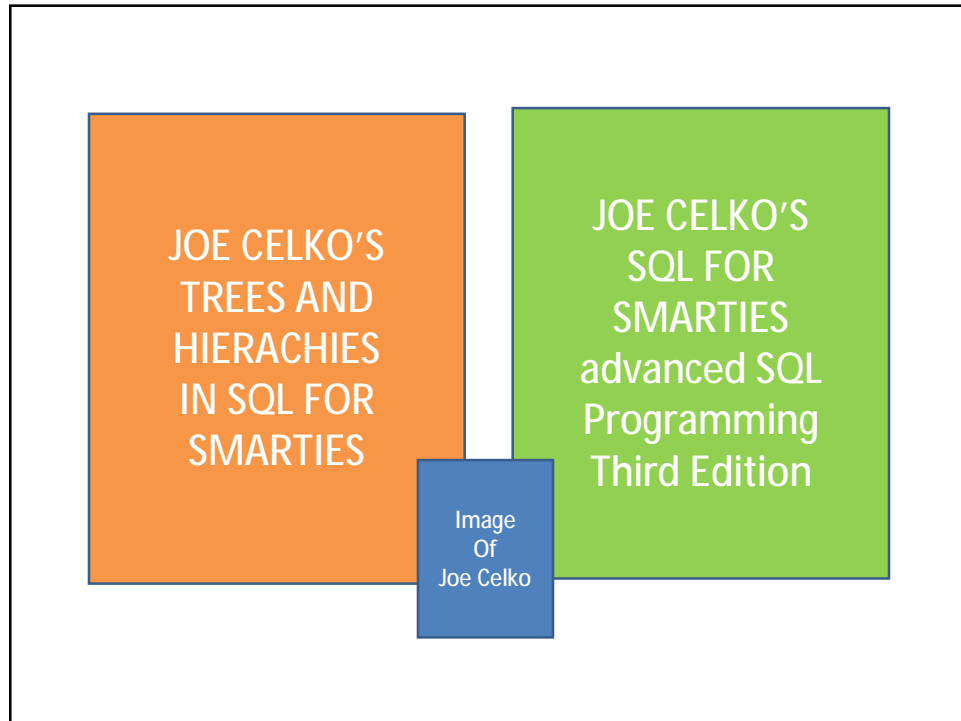 JOE CELKO’S
TREES AND
HIERACHIES
IN SQL FOR
SMARTIES
JOE CELKO’S
SQL FOR
SMARTIES
advanced SQL
Programming
Third Edition
Image
Of
Joe Celko